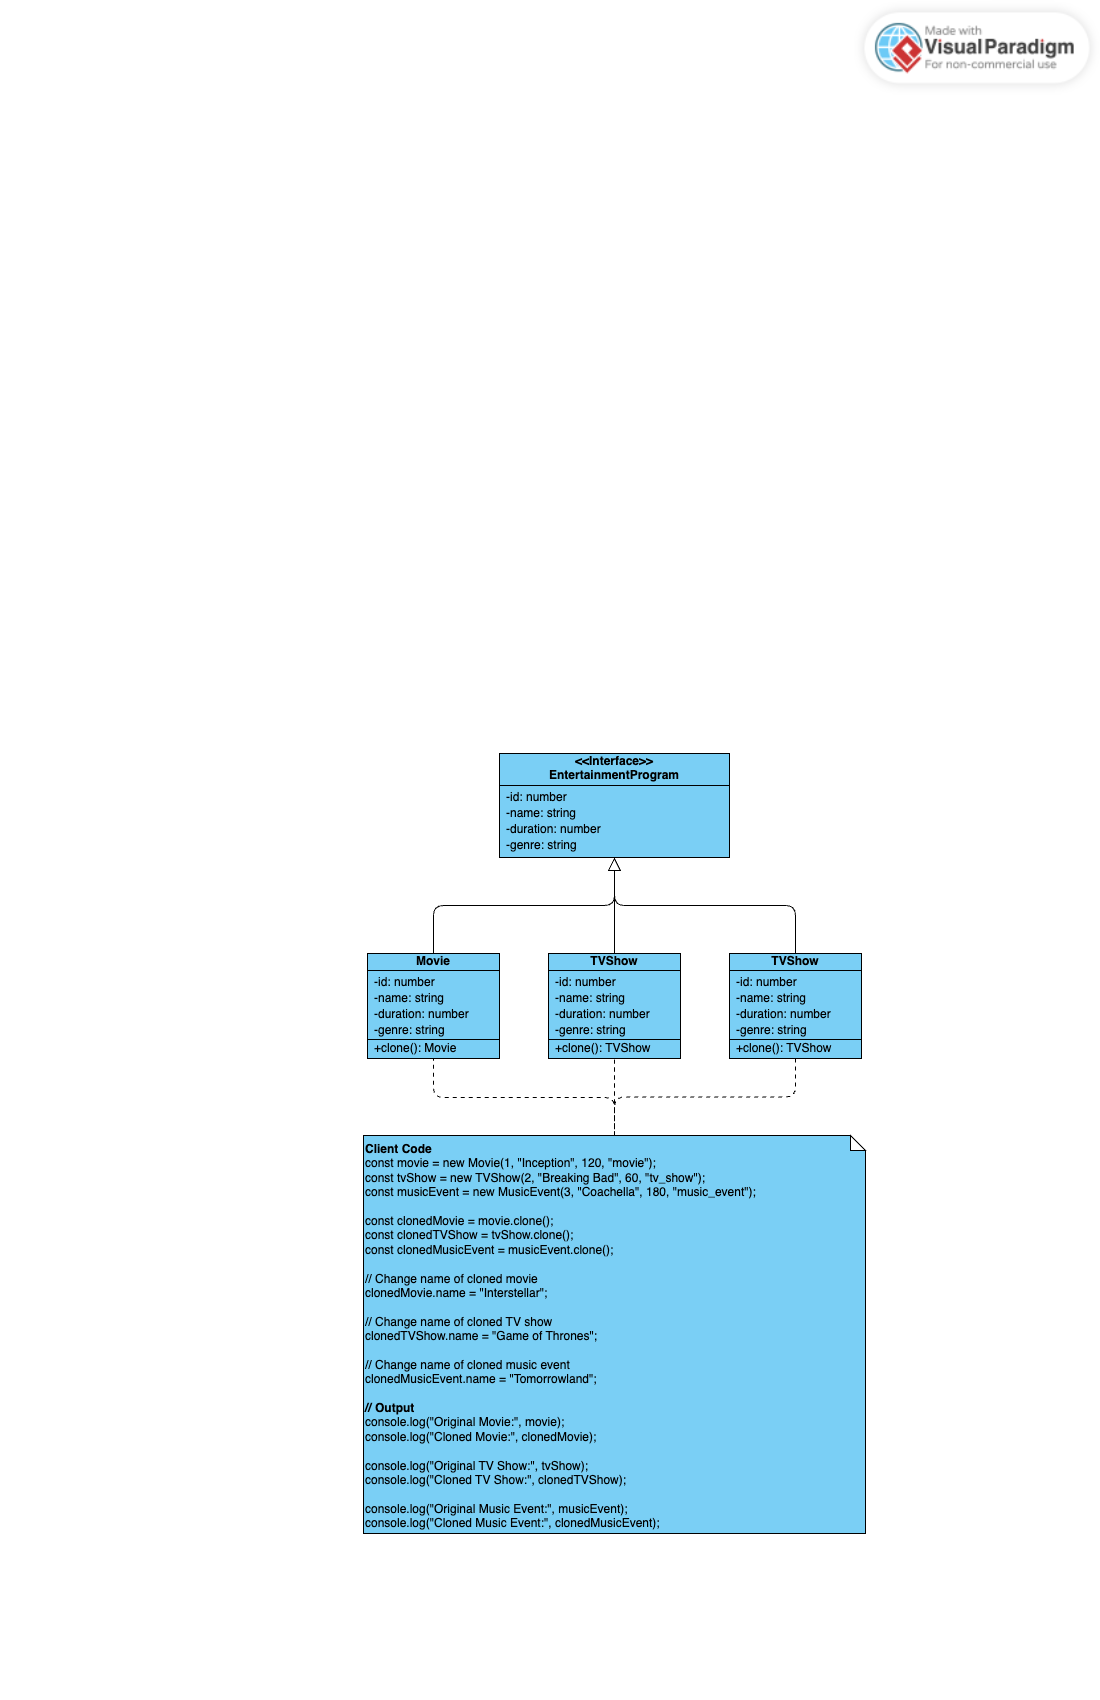 Made with
Visual Paradigm
For non-commercial use
<<Interface>>
EntertainmentProgram
-id: number
-name: string
-duration: number
-genre: string
Movie
-id: number
-name: string
-duration: number
-genre: string
+clone(): Movie
TVShow
-id: number
-name: string
-duration: number
-genre: string
+clone(): TVShow
TVShow
-id: number
-name: string
-duration: number
-genre: string
+clone(): TVShow
Client Code
const movie = new Movie(1, "Inception", 120, "movie");
const tvShow = new TVShow(2, "Breaking Bad", 60, "tv_show");
const musicEvent = new MusicEvent(3, "Coachella", 180, "music_event");
const clonedMovie = movie.clone();
const clonedTVShow = tvShow.clone();
const clonedMusicEvent = musicEvent.clone();
// Change name of cloned movie
clonedMovie.name = "Interstellar";
// Change name of cloned TV show
clonedTVShow.name = "Game of Thrones";
// Change name of cloned music event
clonedMusicEvent.name = "Tomorrowland";
// Output
console.log("Original Movie:", movie);
console.log("Cloned Movie:", clonedMovie);
console.log("Original TV Show:", tvShow);
console.log("Cloned TV Show:", clonedTVShow);
console.log("Original Music Event:", musicEvent);
console.log("Cloned Music Event:", clonedMusicEvent);